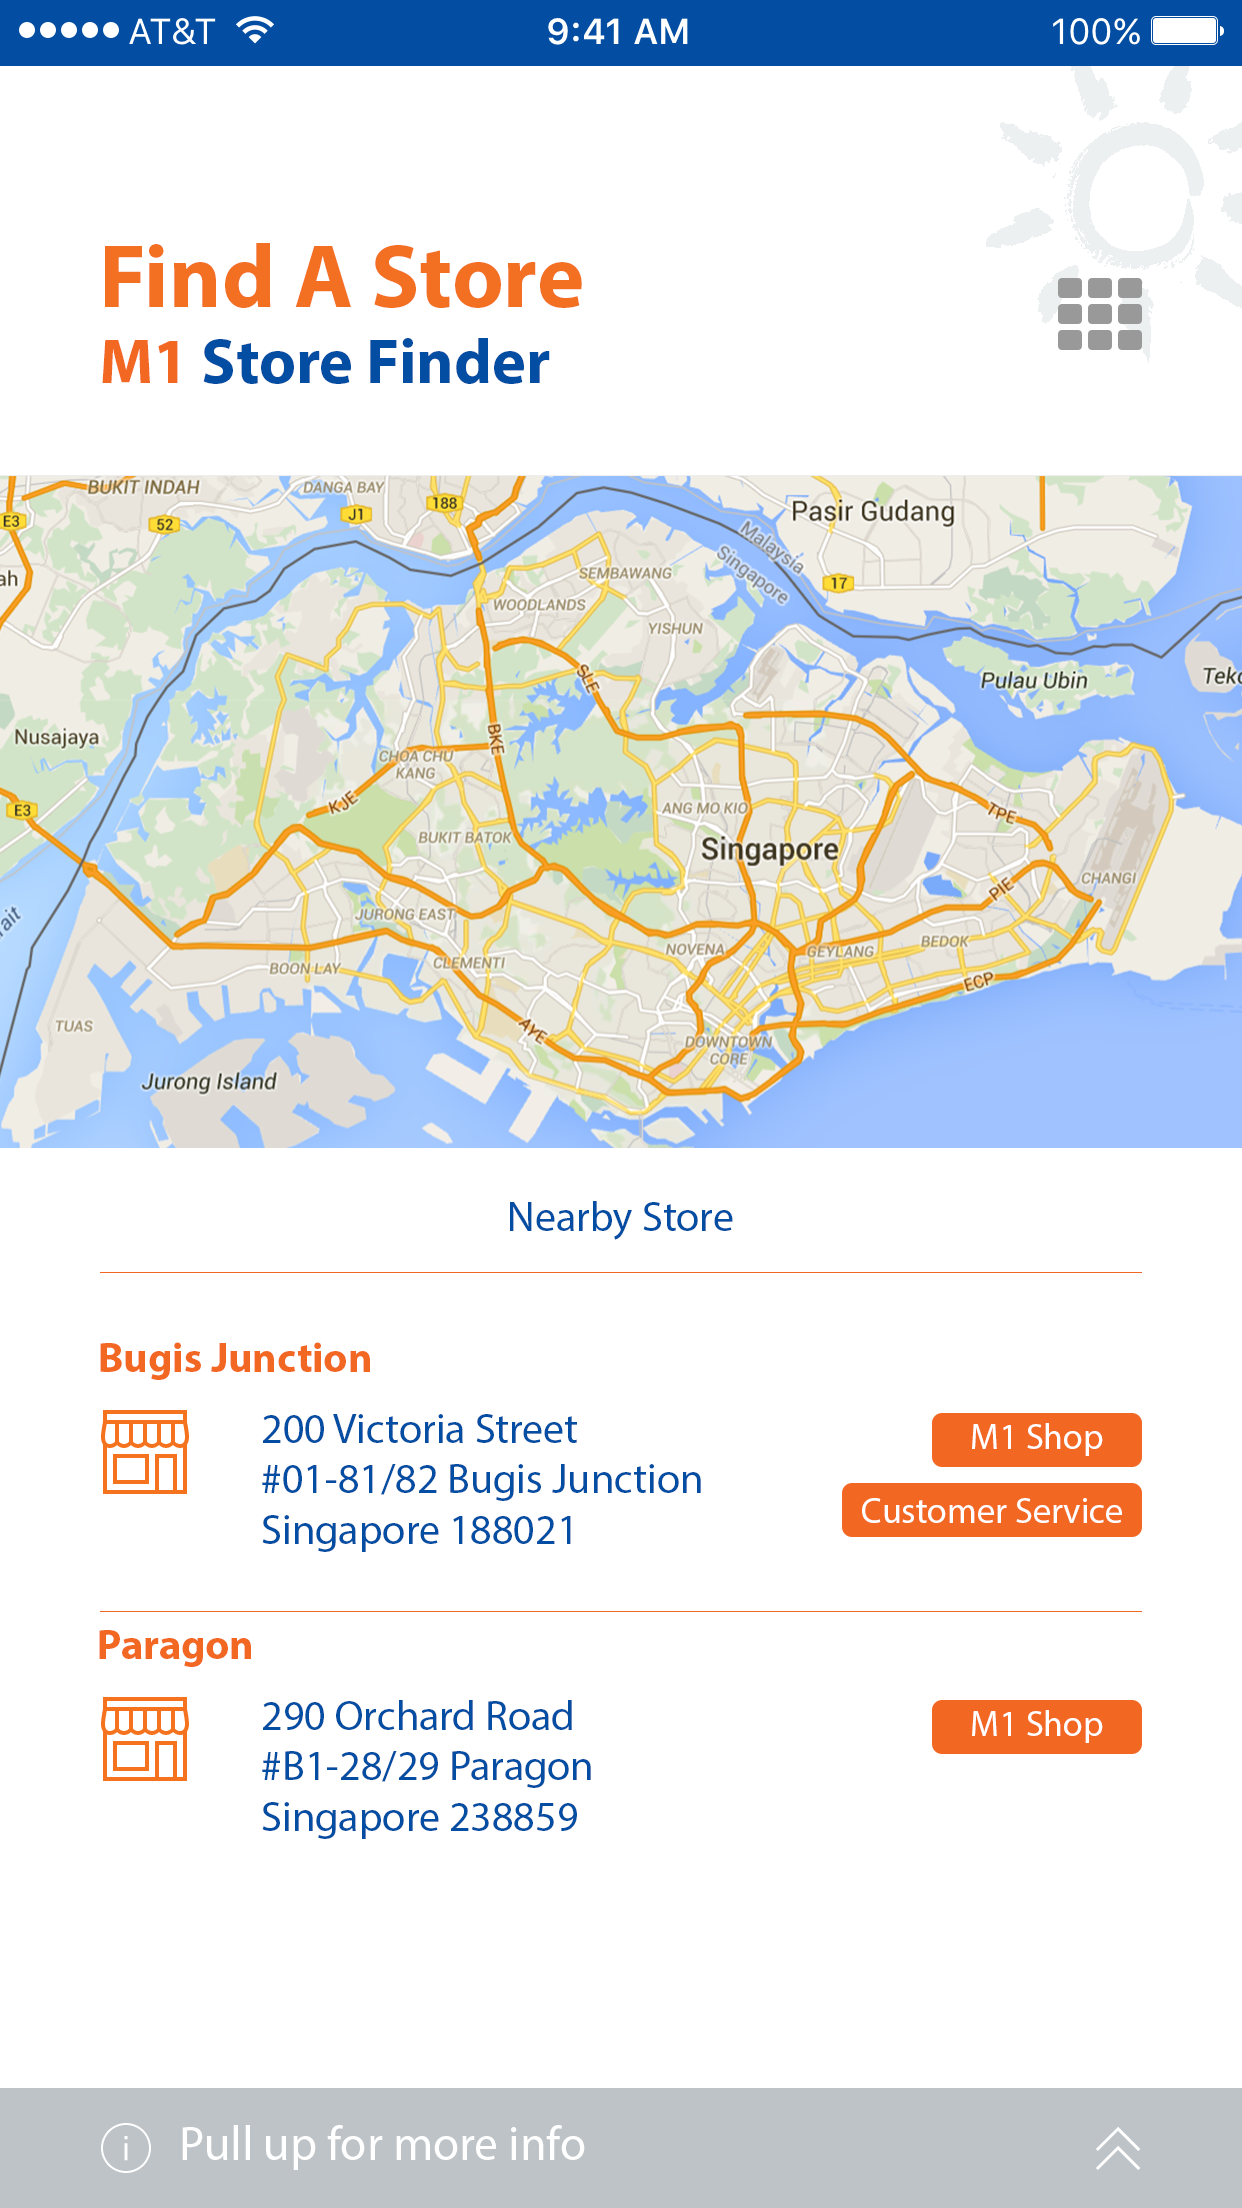 AT&T 9:41 AM 100%
Find A Store
M1 Store Finder
BUKIT INDAH
DANGA BAY
188
E3
52
J1
Pasir Gudang
Malaysia
Singapore
ah
SEMBAWANG
17
WOODLANDS
YISHUN
SLE
Pulau Ubin
Teko
Nusajaya
BKE
CHOA CHU
KANG
KJE
E3
ANG MO KIO
TPE
BUKIT BATOK
Singapore
CHANGI
PIE
rait
JURONG EAST
NOVENA
GEYLANG
BEDOK
BOON LAY
CLEMENTI
ECP
TUAS
AYE
DOWNTOWN
CORE
Jurong Island
Nearby Store
Bugis Junction
200 Victoria Street
#01-81/82 Bugis Junction
Singapore 188021
M1 Shop
Customer Service
Paragon
290 Orchard Road
#B1-28/29 Paragon
Singapore 238859
M1 Shop
i Pull up for more info